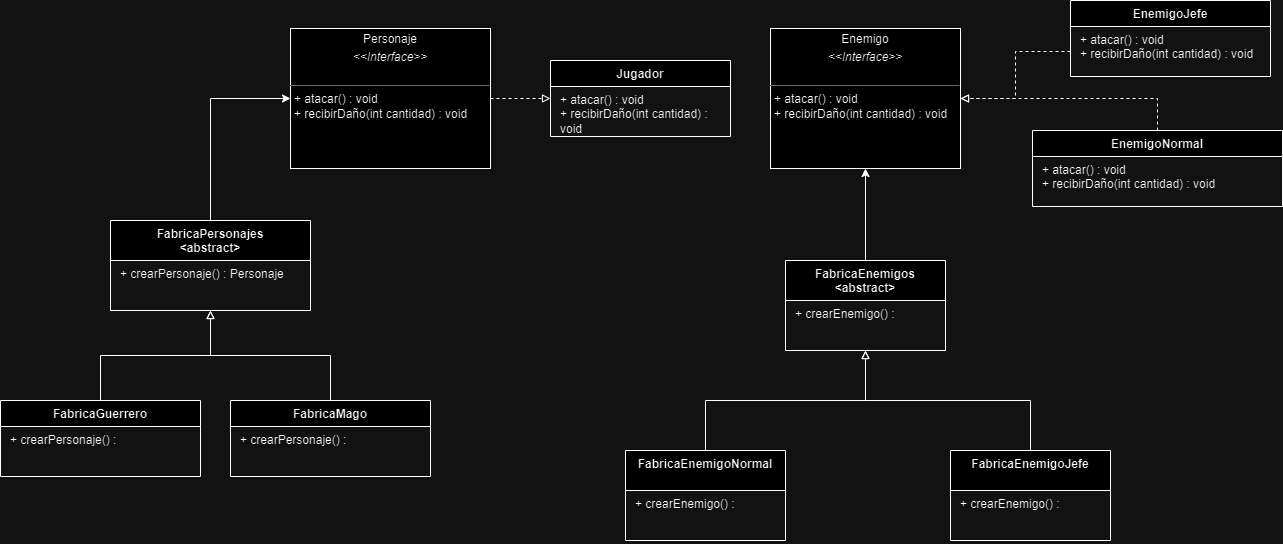 EnemigoJefe
+ atacar() : void
+ recibirDaño(int cantidad) : void
Personaje
<<Interface>>
+ atacar() : void
+ recibirDaño(int cantidad) : void
Jugador
+ atacar() : void
+ recibirDaño(int cantidad) :
void
Enemigo
<<Interface>>
+ atacar() : void
+ recibirDaño(int cantidad) : void
EnemigoNormal
+ atacar() : void
+ recibirDaño(int cantidad) : void
FabricaPersonajes
<abstract>
+ crearPersonaje() : Personaje
FabricaEnemigos
<abstract>
+ crearEnemigo() :
FabricaGuerrero
+ crearPersonaje() :
FabricaMago
+ crearPersonaje() :
FabricaEnemigoNormal
+ crearEnemigo() :
FabricaEnemigoJefe
+ crearEnemigo() :